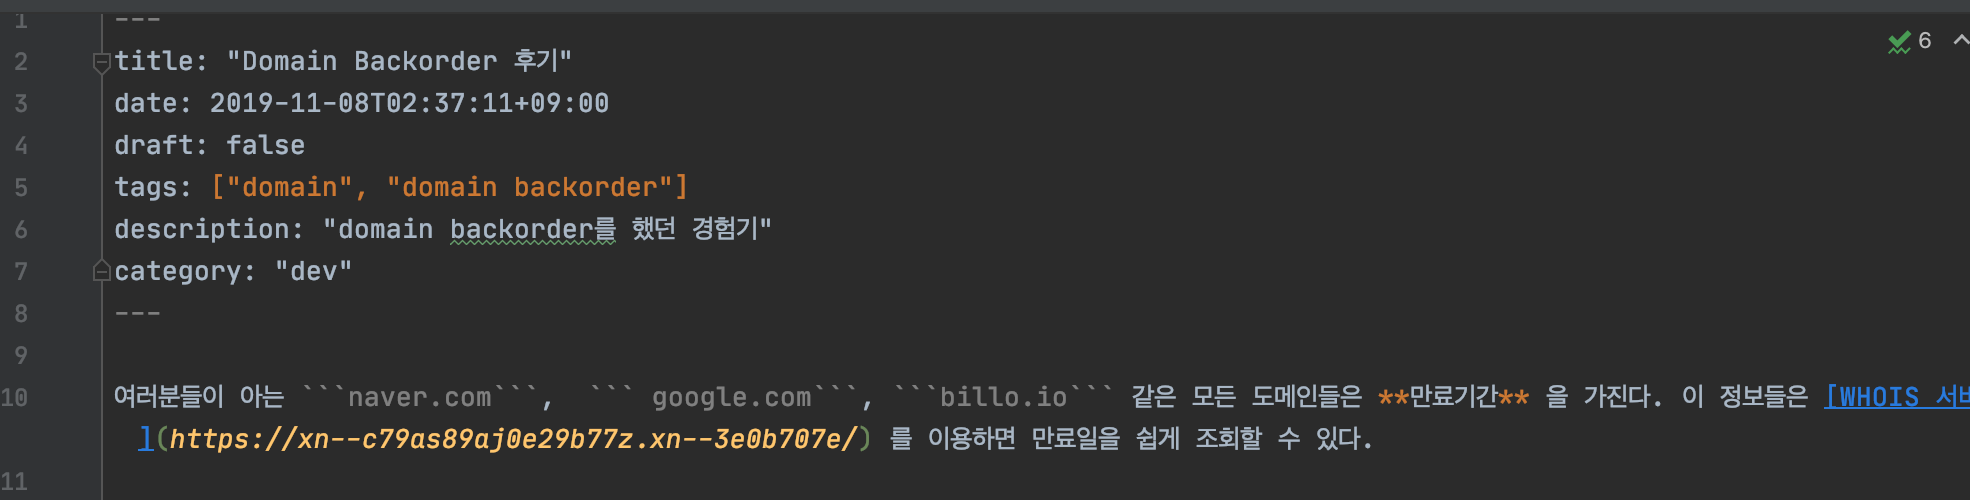 1 ---
2 title: "Domain Backorder 후기"
3 date: 2019-11-08T02:37:11+09:00
4 draft: false
5 tags: ["domain", "domain backorder"]
6 description: "domain backorder를 했던 경험기"
7 category: "dev"
8 ---
9
10 여러분들이 아는 ```naver.com```, ``` google.com```, ```billo.io``` 같은 모든 도메인들은 **만료기간** 을 가진다. 이 정보들은 [WHOIS
](https://xn--c79as89aj0e29b77z.xn--3e0b707e/) 를 이용하면 만료일을 쉽게 조회할 수 있다.
11
6